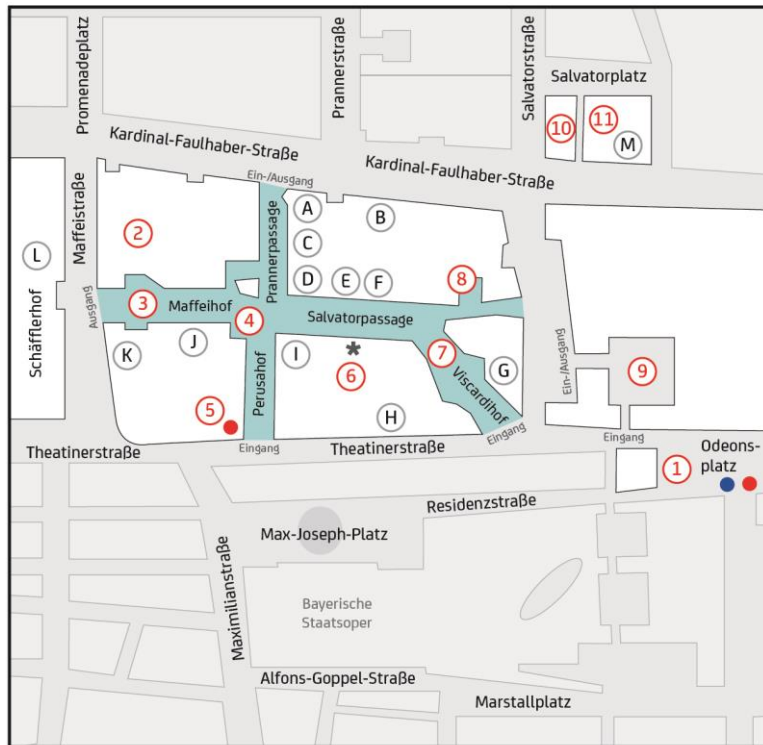 Promenadeplatz
Prannerstraße
Salvatorstraße
Salvatorplatz
10
11
M
Kardinal-Faulhaber-Straße
Kardinal-Faulhaber-Straße
Ein-/Ausgang
Maffeistraße
A
B
2
C
L
Prannerpassage
D
E
F
8
Schäfflerhof
Ausgang
3
Maffeihof
4
Salvatorpassage
K
J
I
*
6
7
G
Viscardihof
Ein-/Ausgang
9
Perusahof
5
H
Theatinerstraße
Eingang
Theatinerstraße
Eingang
Eingang
1
Odeons-
platz
Residenzstraße
Max-Joseph-Platz
Maximilianstraße
Bayerische
Staatsoper
Alfons-Goppel-Straße
Marstallplatz